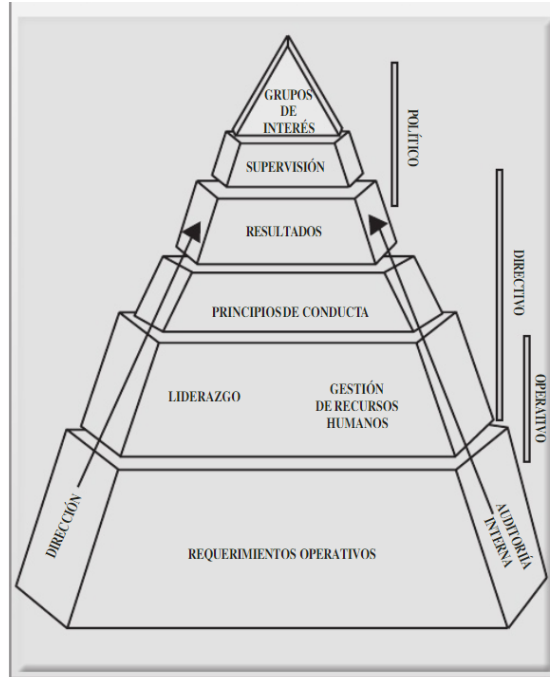 GRUPOS
DE
INTERÉS
SUPERVISIÓN
RESULTADOS
PRINCIPIOS DE CONDUCTA
LIDERAZGO
GESTIÓN
DE RECURSOS
HUMANOS
REQUERIMIENTOS OPERATIVOS
DIRECCIÓN
AUDITORIÍA
INTERNA
POLÍTICO
DIRECTIVO
OPERATIVO